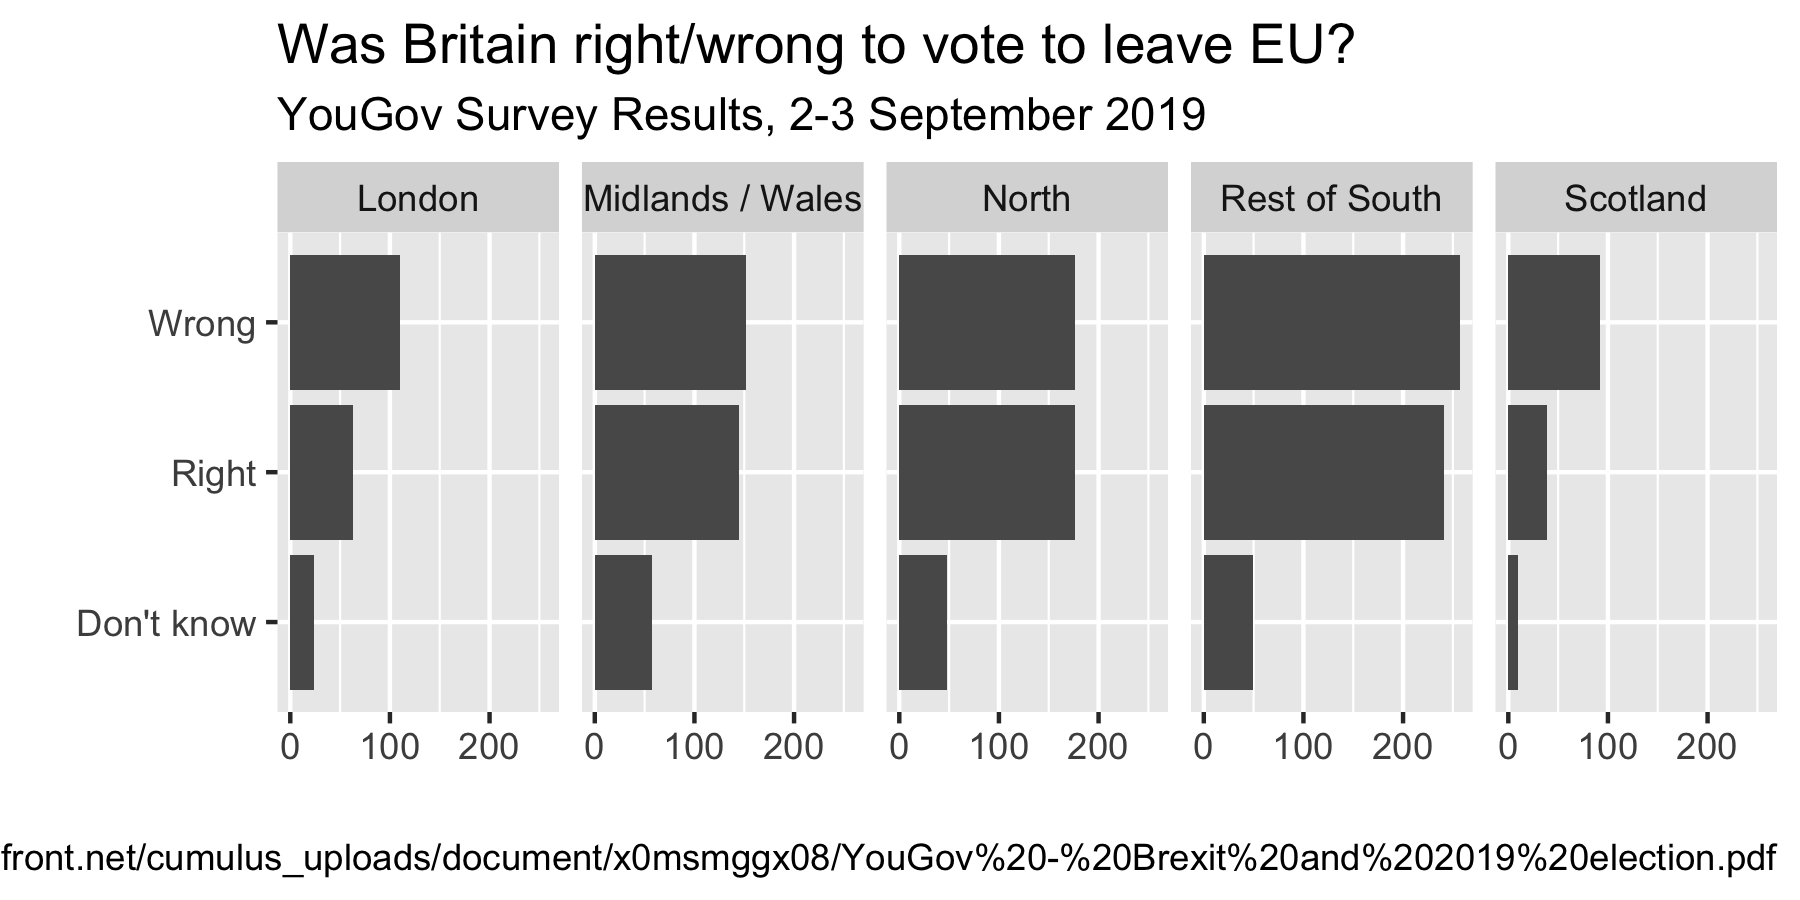 Was Britain right/wrong to vote to leave EU?
YouGov Survey Results, 2-3 September 2019
London Midlands / Wales North Rest of South Scotland
Wrong
Right
Don't know
0 100 200 0 100 200 0 100 200 0 100 200 0 100 200
front.net/cumulus_uploads/document/x0msmggx08/YouGov%20-%20Brexit%20and%202019%20election.pdf